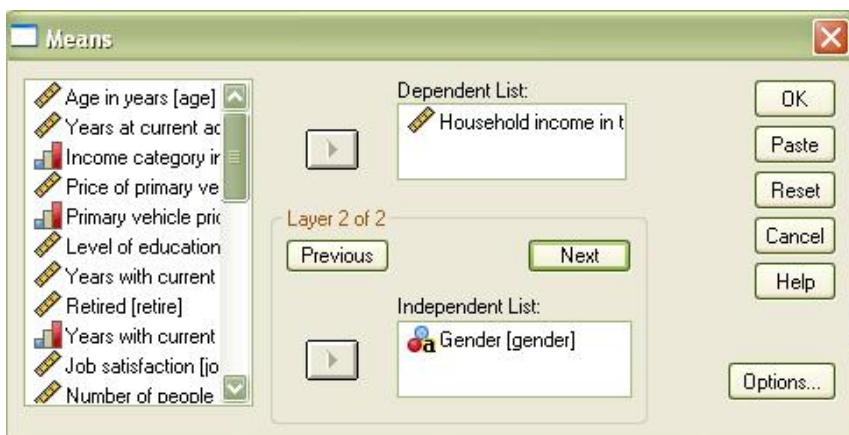 Means
Age in years [age]
Years at current ac
Income category in
Price of primary ve
Primary vehicle pric
Level of education
Years with current
Retired [retire]
Years with current
Job satisfaction [jo
Number of people
Dependent List:
Household income in t
Layer 2 of 2
Previous
Next
Independent List:
a Gender [gender]
OK
Paste
Reset
Cancel
Help
Options...